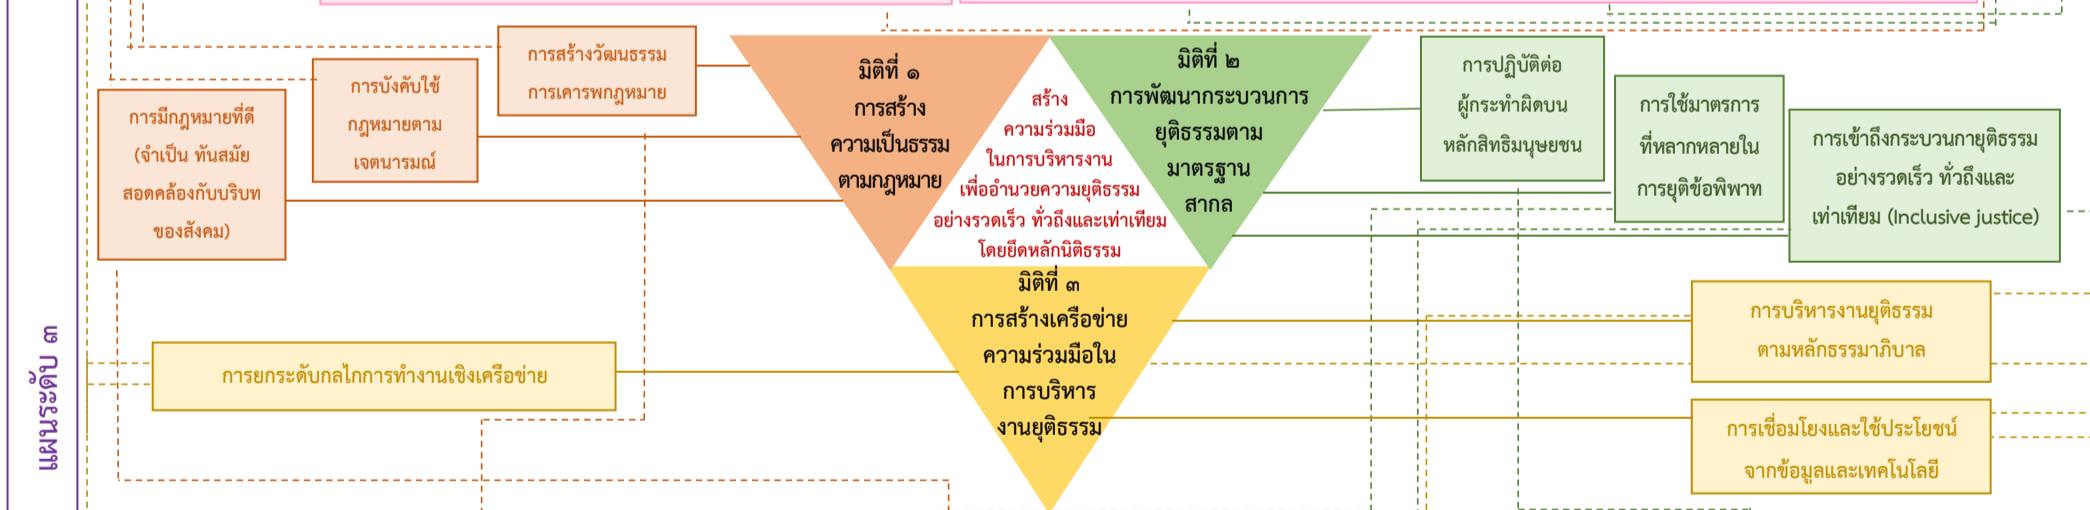 แผนระดับ ๓
การมีกฎหมายที่ดี
(จำเป็น ทันสมัย
สอดคล้องกับบริบท
ของสังคม)
การบังคับใช้
กฎหมายตาม
เจตนารมณ์
การสร้างวัฒนธรรม
การเคารพกฎหมาย
มิติที่ ๑
การสร้าง
ความเป็นธรรม
ตามกฎหมาย
สร้าง
ความร่วมมือ
ในการบริหารงาน
เพื่ออำนวยความยุติธรรม
อย่างรวดเร็ว ทั่วถึงและเท่าเทียม
โดยยึดหลักนิติธรรม
มิติที่ ๒
การพัฒนากระบวนการ
ยุติธรรมตาม
มาตรฐาน
สากล
การปฏิบัติต่อ
ผู้กระทำผิดบน
หลักสิทธิมนุษยชน
การใช้มาตรการ
ที่หลากหลายใน
การยุติข้อพิพาท
การเข้าถึงกระบวนกายุติธรรม
อย่างรวดเร็ว ทั่วถึงและ
เท่าเทียม (Inclusive justice)
มิติที่ ๓
การสร้างเครือข่าย
ความร่วมมือใน
การบริหาร
งานยุติธรรม
การยกระดับกลไกการทำงานเชิงเครือข่าย
การบริหารงานยุติธรรม
ตามหลักธรรมาภิบาล
การเชื่อมโยงและใช้ประโยชน์
จากข้อมูลและเทคโนโลยี